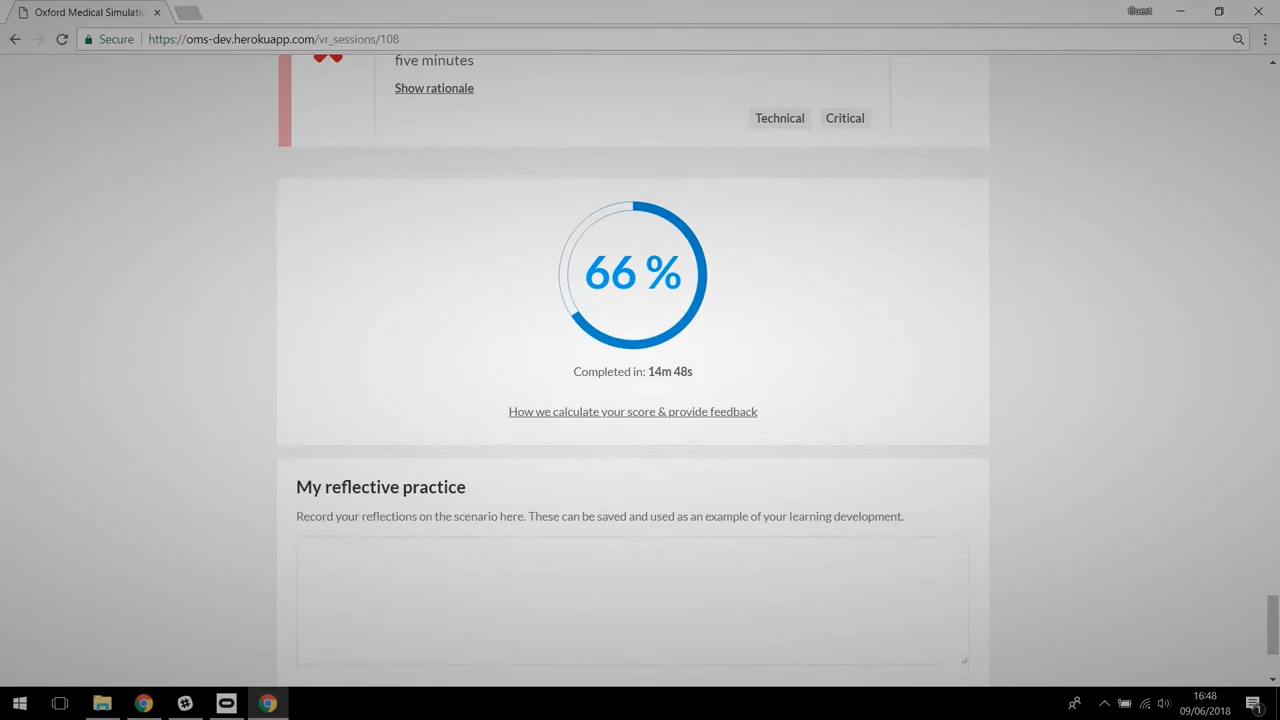 Oxford Medical Simulatio
Guest
Secure
https://oms-dev.herokuapp.com/vr_sessions/108
five minutes
Show rationale
Technical
Critical
66 %
Completed in: 14m 48s
How we calculate your score & provide feedback
My reflective practice
Record your reflections on the scenario here. These can be saved and used as an example of your learning development.
16:48
09/06/2018
1